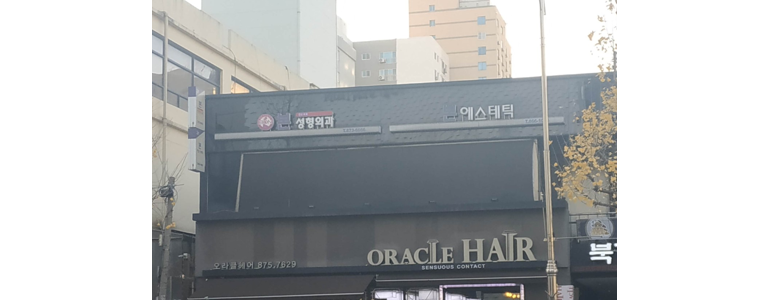 성형외과
에스테틱
ORACLE HAIR
SENSUOUS CONTACT
오라클헤어 875.7629
북